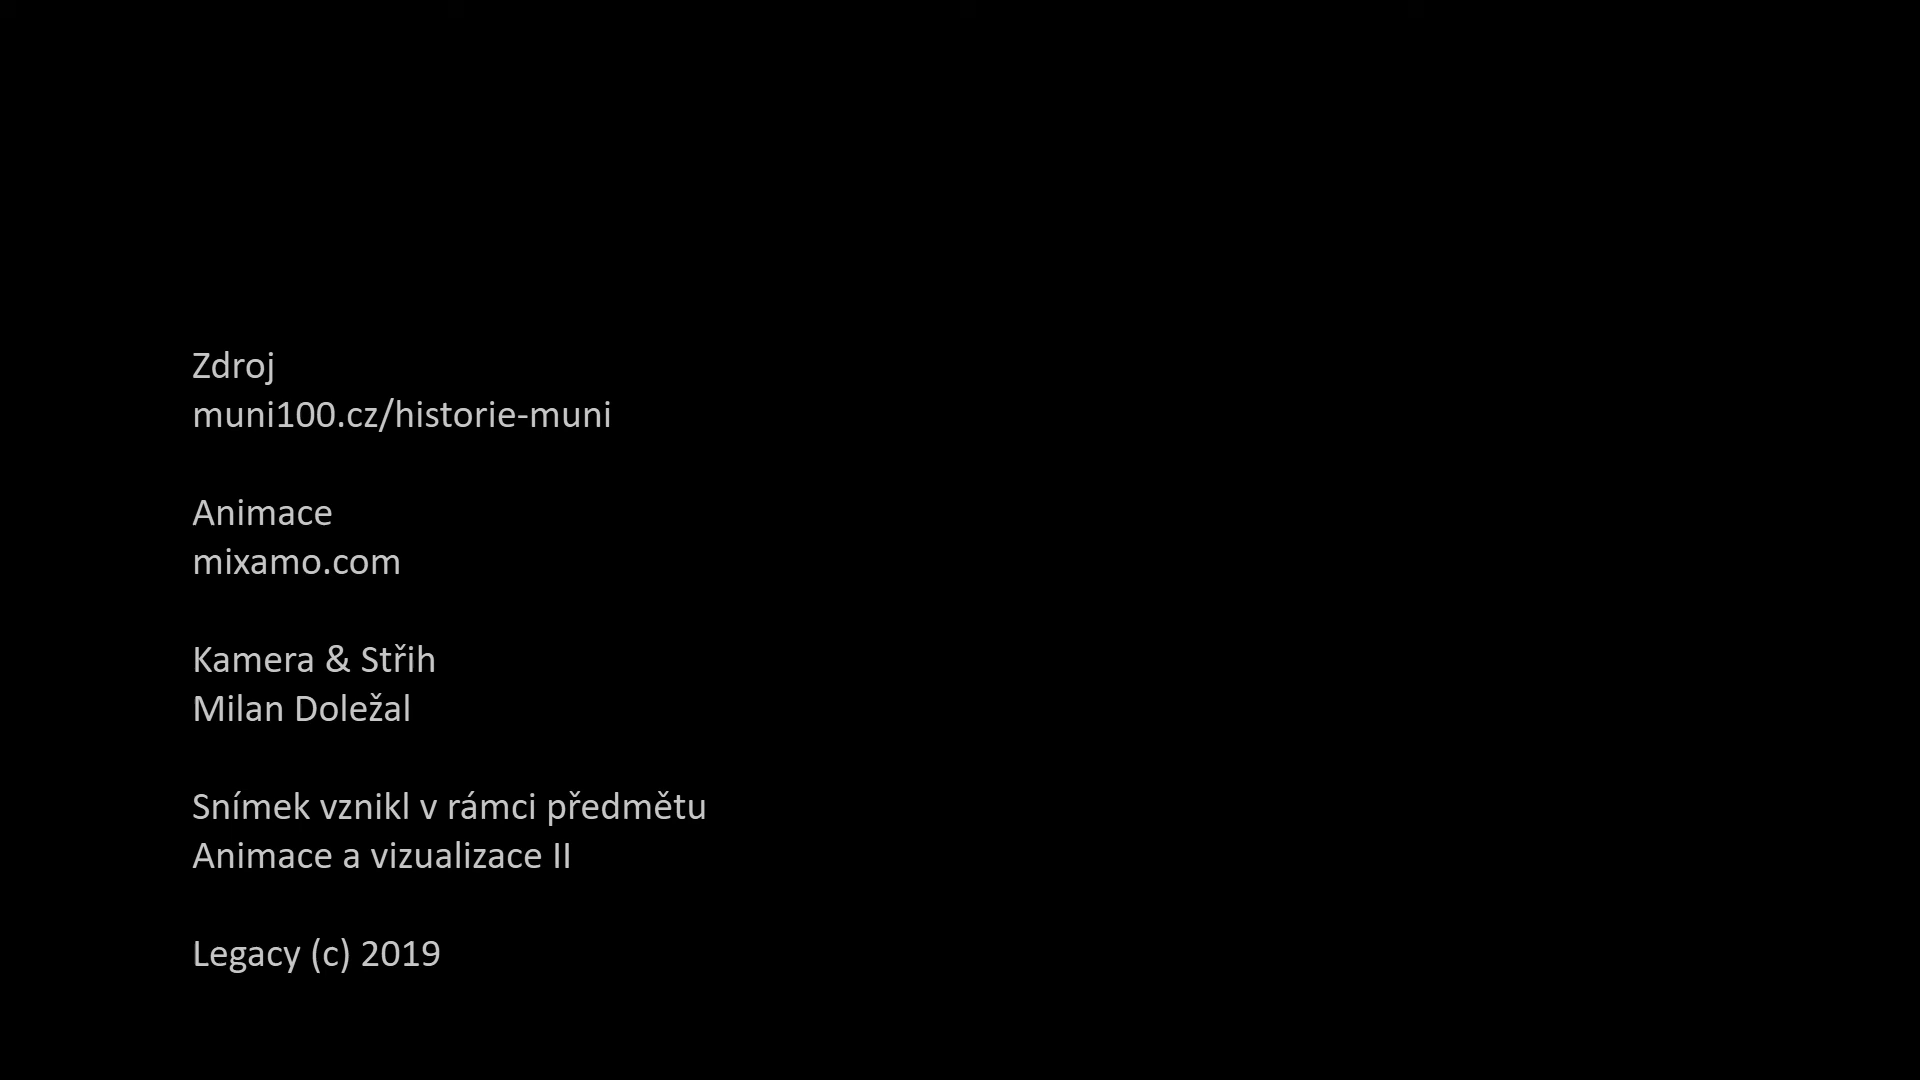 Zdroj
muni100.cz/historie-muni
Animace
mixamo.com
Kamera & Střih
Milan Doležal
Snímek vznikl v rámci předmětu
Animace a vizualizace II
Legacy (c) 2019